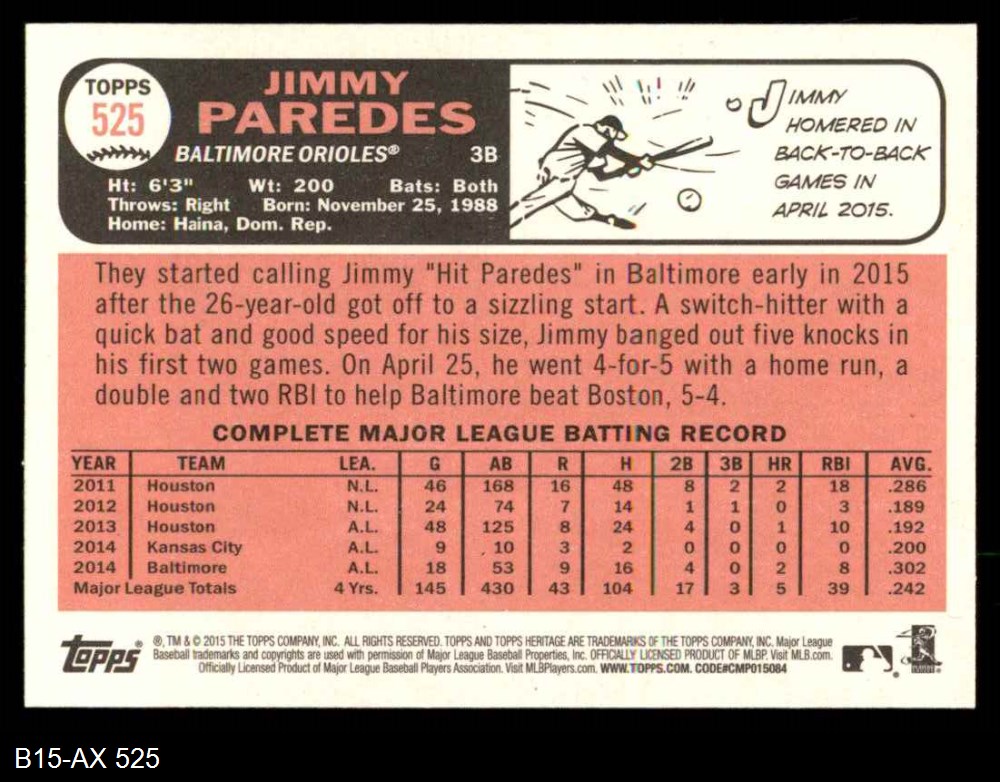 TOPPS
525
JIMMY
PAREDES
BALTIMORE ORIOLES® 3B
Ht: 6'3" Wt: 200 Bats: Both
Throws: Right Born: November 25, 1988
Home: Haina, Dom. Rep.
JIMMY
HOMERED IN
BACK-TO-BACK
GAMES IN
APRIL 2015.
They started calling Jimmy "Hit Paredes" in Baltimore early in 2015
after the 26-year-old got off to a sizzling start. A switch-hitter with a
quick bat and good speed for his size, Jimmy banged out five knocks in
his first two games. On April 25, he went 4-for-5 with a home run, a
double and two RBI to help Baltimore beat Boston, 5-4.
COMPLETE MAJOR LEAGUE BATTING RECORD
YEAR TEAM LEA. G AB R H 2B 3B HR RBI AVG.
2011 Houston N.L. 46 168 16 48 8 2 2 18 .286
2012 Houston N.L. 24 74 7 14 1 1 0 3 .189
2013 Houston A.L. 48 125 8 24 4 0 1 10 .192
2014 Kansas City A.L. 9 10 3 2 0 0 0 0 .200
2014 Baltimore A.L. 18 53 9 16 4 0 2 8 .302
Major League Totals 4 Yrs. 145 430 43 104 17 3 5 39 .242
Topps®
®, TM & © 2015 THE TOPPS COMPANY, INC. ALL RIGHTS RESERVED. TOPPS AND TOPPS HERITAGE ARE TRADEMARKS OF THE TOPPS COMPANY, INC. Major League
Baseball trademarks and copyrights are used with permission of Major League Baseball Properties, Inc. OFFICIALLY LICENSED PRODUCT OF MLBP. Visit MLB.com.
Officially Licensed Product of Major League Baseball Players Association. Visit MLBPlayers.com. WWW.TOPPS.COM. CODE#CMP015084
B15-AX 525